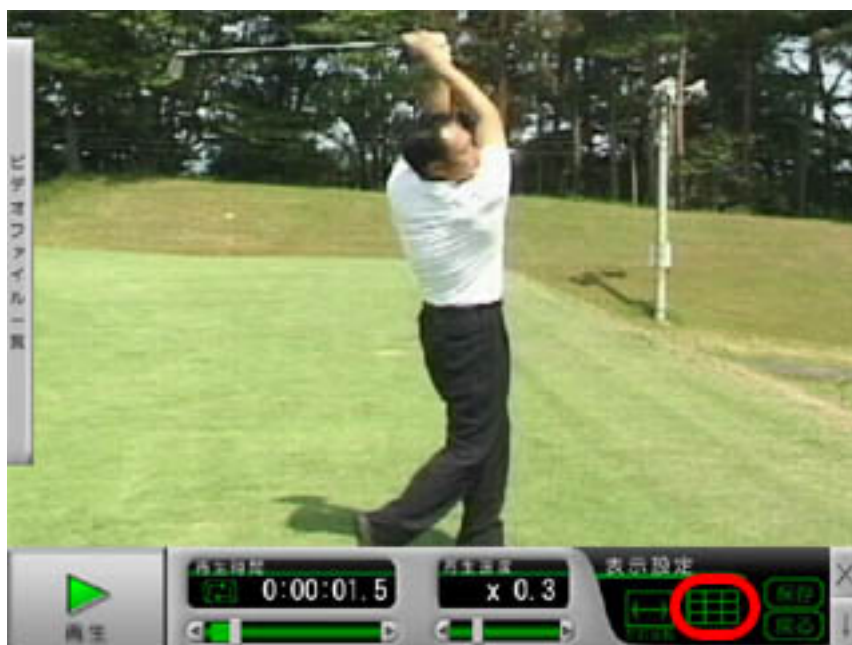 ビデオファイル一覧
再生時間
0:00:01.5
再生速度
x 0.3
表示設定
保存
戻る
再生